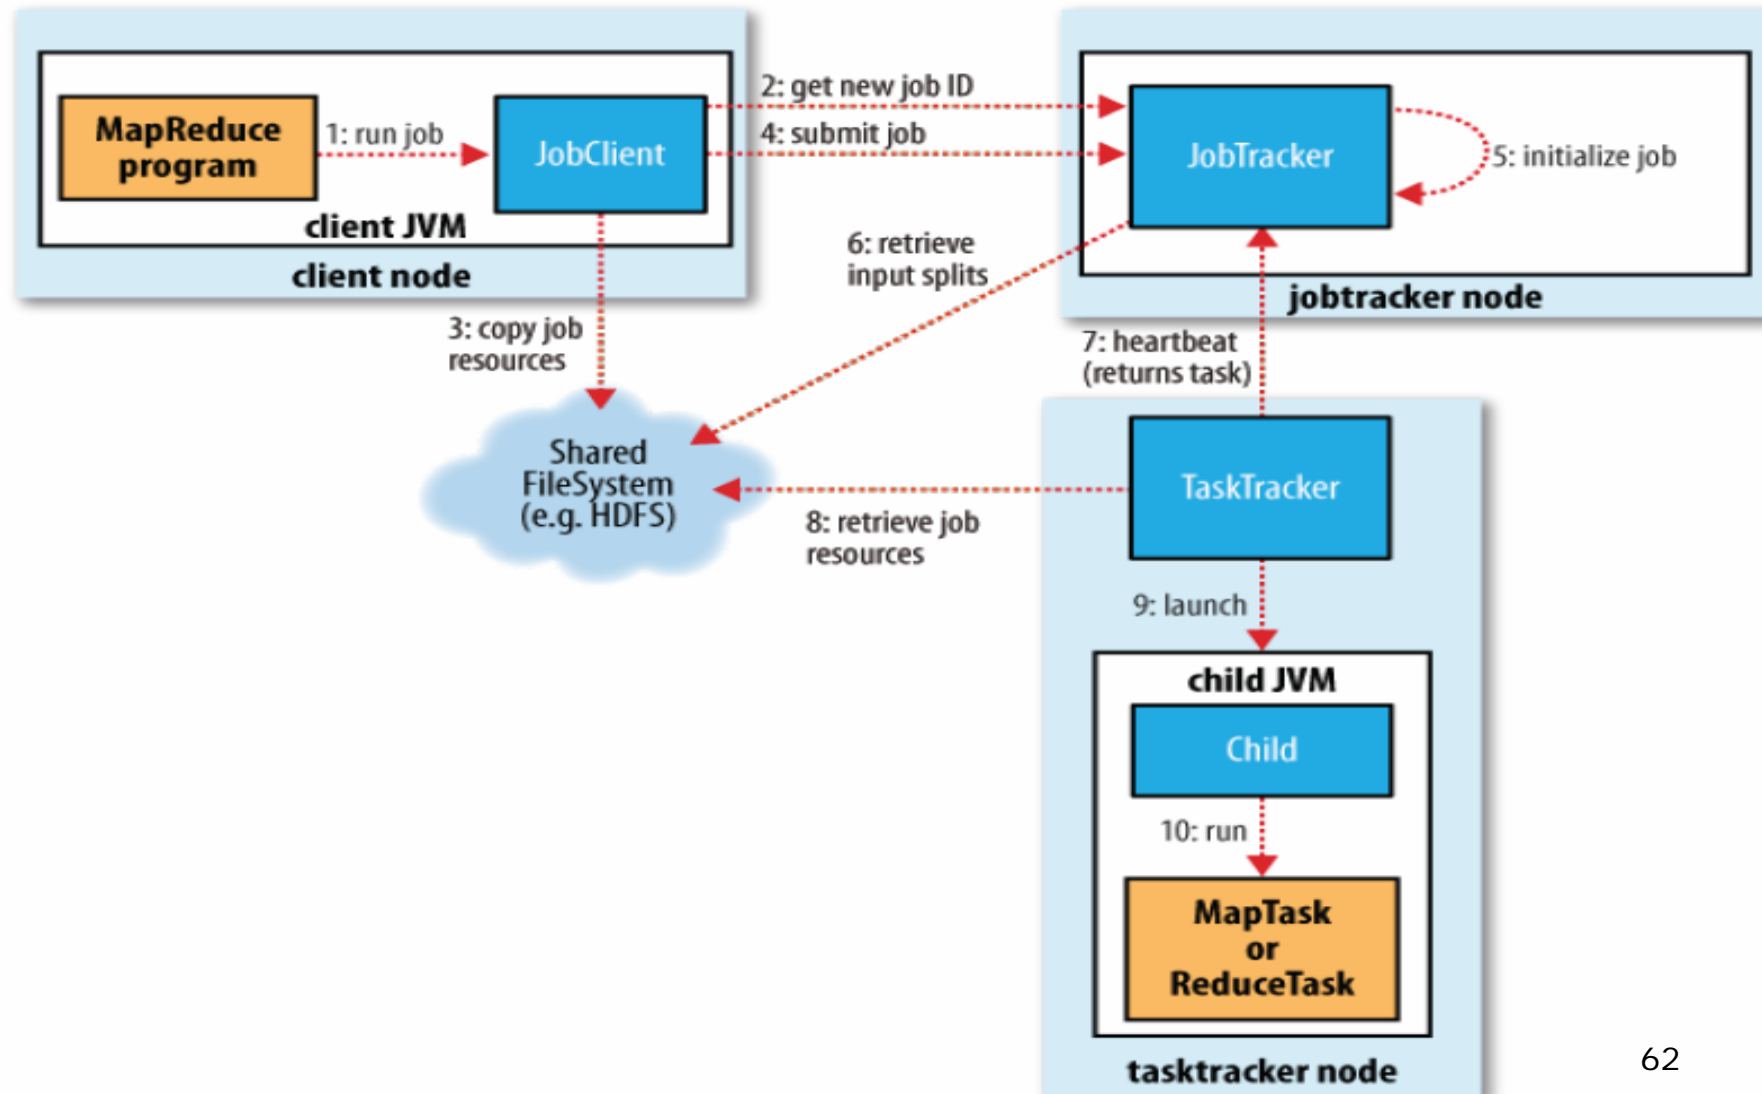 MapReduce
program
1: run job
JobClient
client JVM
client node
2: get new job ID
4: submit job
JobTracker
5: initialize job
jobtracker node
3: copy job
resources
6: retrieve
input splits
7: heartbeat
(returns task)
Shared
FileSystem
(e.g. HDFS)
8: retrieve job
resources
TaskTracker
9: launch
child JVM
Child
10: run
MapTask
or
ReduceTask
tasktracker node
62